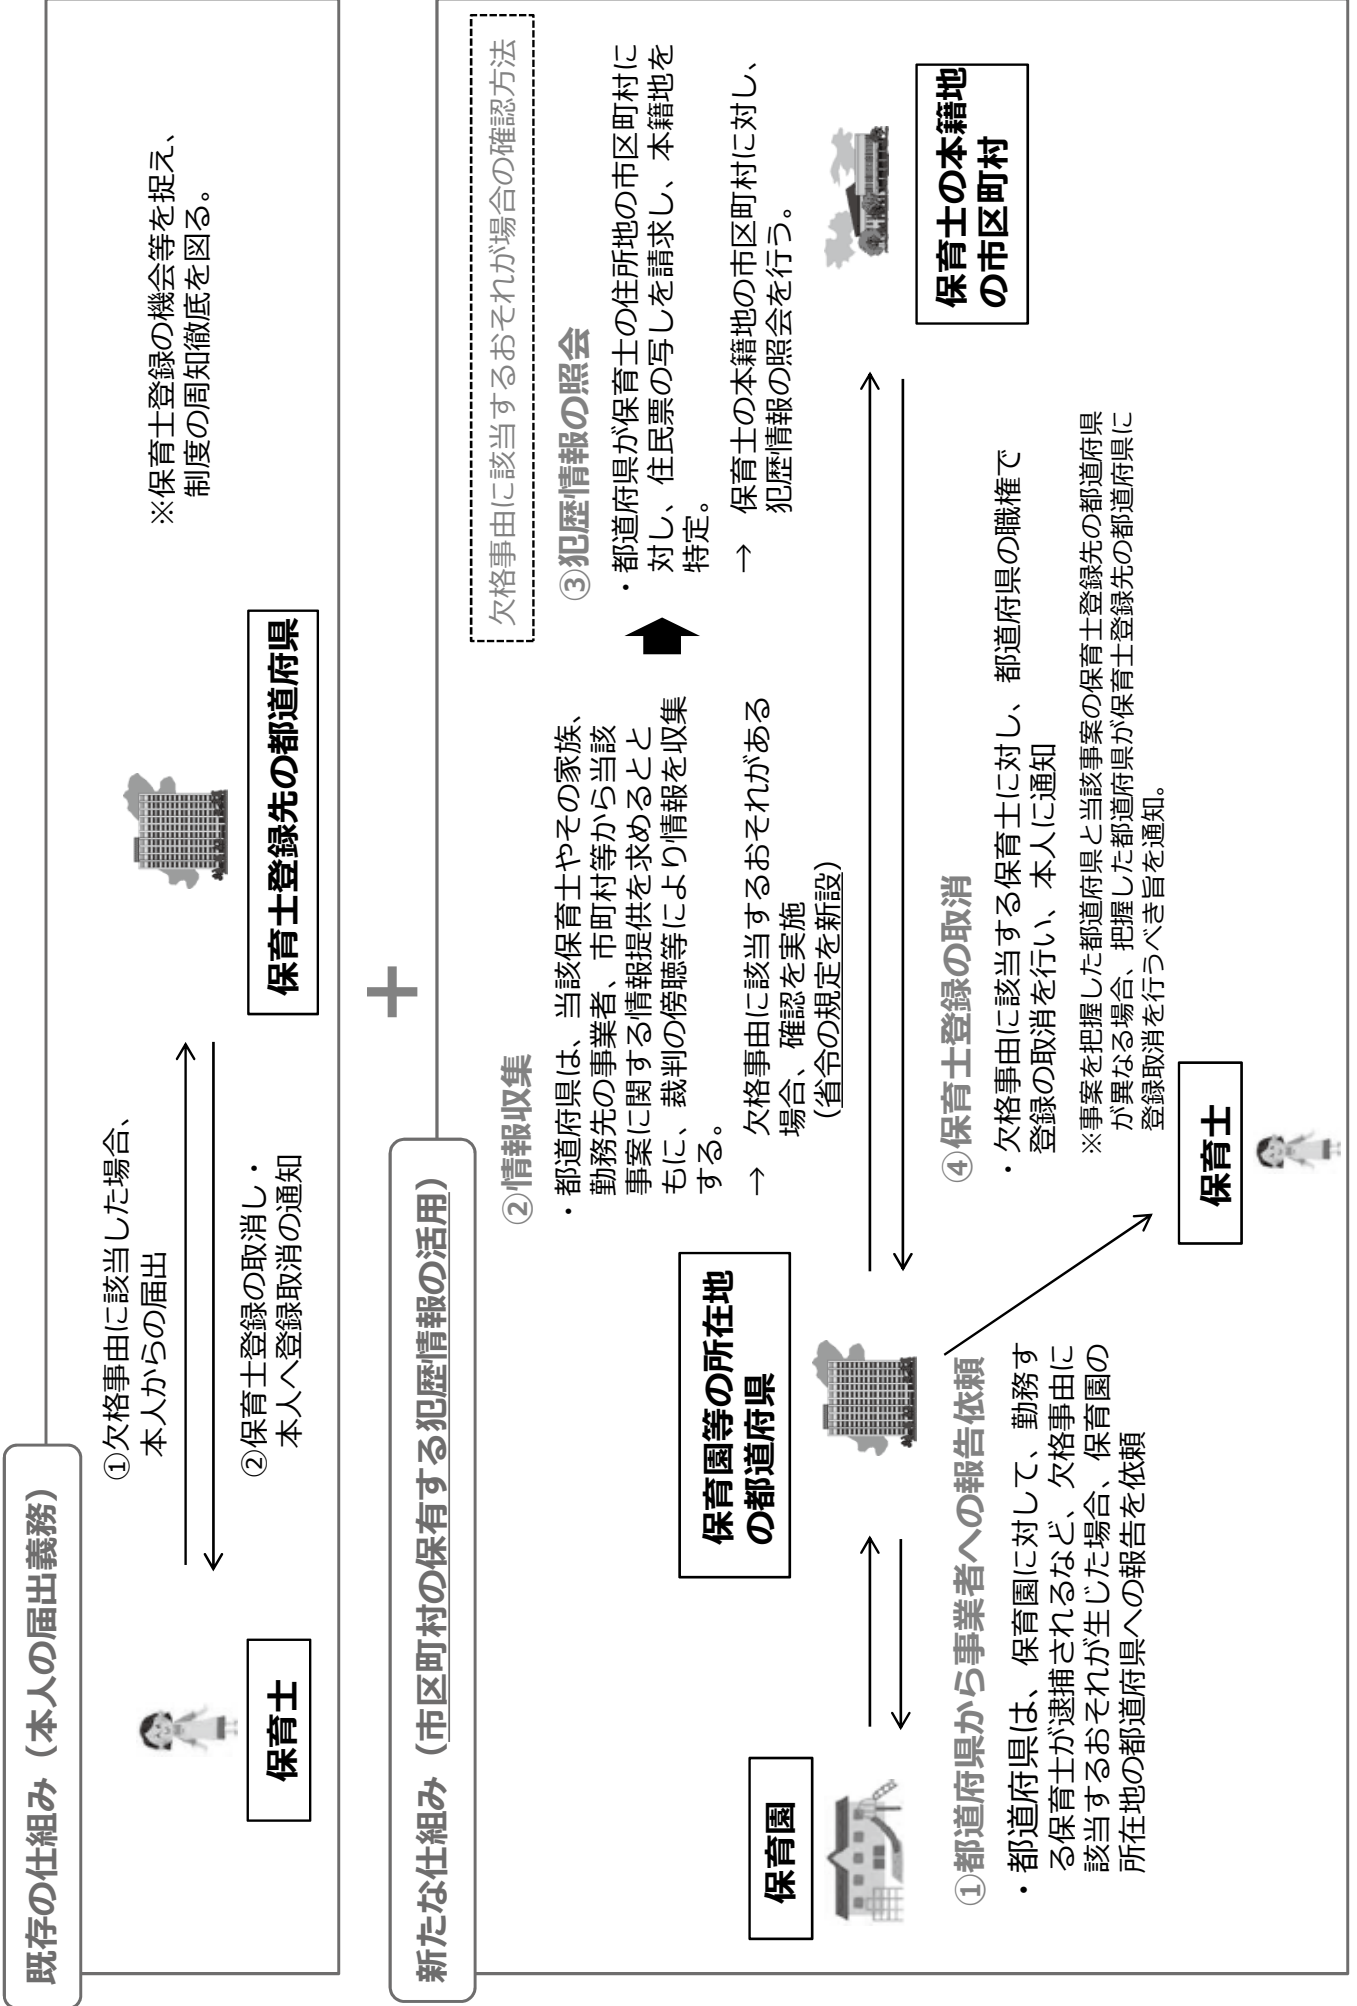 既存の仕組み（本人の届出義務）
①欠格事由に該当した場合、
本人からの届出
②保育士登録の取消し・
本人へ登録取消の通知
保育士
保育士登録先の都道府県
※保育士登録の機会等を捉え、
制度の周知徹底を図る。
＋
新たな仕組み（市区町村の保有する犯歴情報の活用）
欠格事由に該当するおそれが場合の確認方法
②情報収集
・都道府県は、当該保育士やその家族、
勤務先の事業者、市町村等から当該
事案に関する情報提供を求めるとと
もに、裁判の傍聴等により情報を収集
する。
→ 欠格事由に該当するおそれがある
場合、確認を実施
（省令の規定を新設）
③犯歴情報の照会
・都道府県が保育士の住所地の市区町村に
対し、住民票の写しを請求し、本籍地を
特定。
→ 保育士の本籍地の市区町村に対し、
犯歴情報の照会を行う。
保育園
保育園等の所在地
の都道府県
保育士の本籍地
の市区町村
①都道府県から事業者への報告依頼
・都道府県は、保育園に対して、勤務す
る保育士が逮捕されるなど、欠格事由に
該当するおそれが生じた場合、保育園の
所在地の都道府県への報告を依頼
④保育士登録の取消
・欠格事由に該当する保育士に対し、都道府県の職権で
登録の取消を行い、本人に通知
※事案を把握した都道府県と当該事案の保育士登録先の都道府県
が異なる場合、把握した都道府県が保育士登録先の都道府県に
登録取消を行うべき旨を通知。
保育士